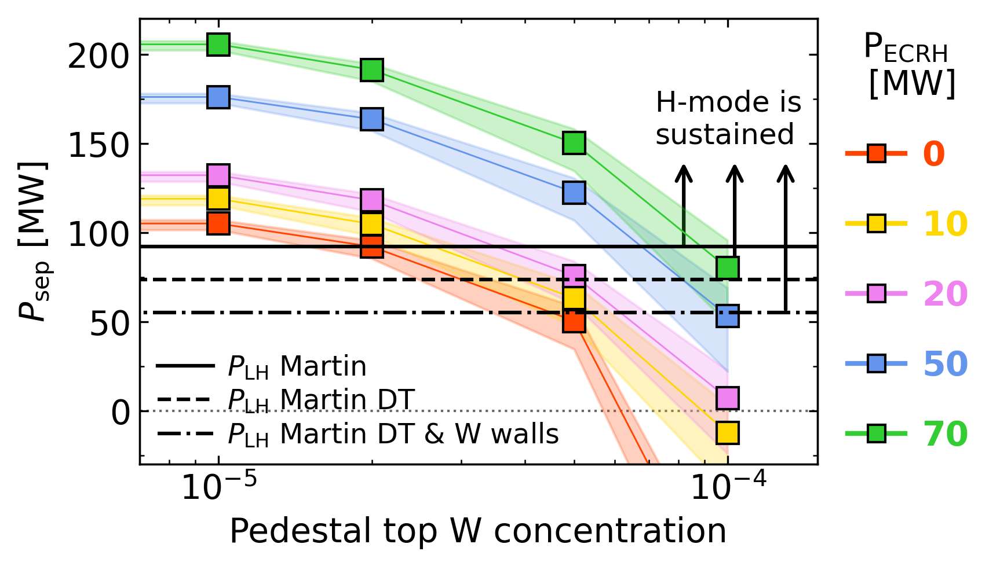 200
150
100
50
0
P_sep [MW]
10⁻⁵
10⁻⁴
Pedestal top W concentration
H-mode is
sustained
P_LH Martin
P_LH Martin DT
P_LH Martin DT & W walls
P_ECRH
[MW]
0
10
20
50
70